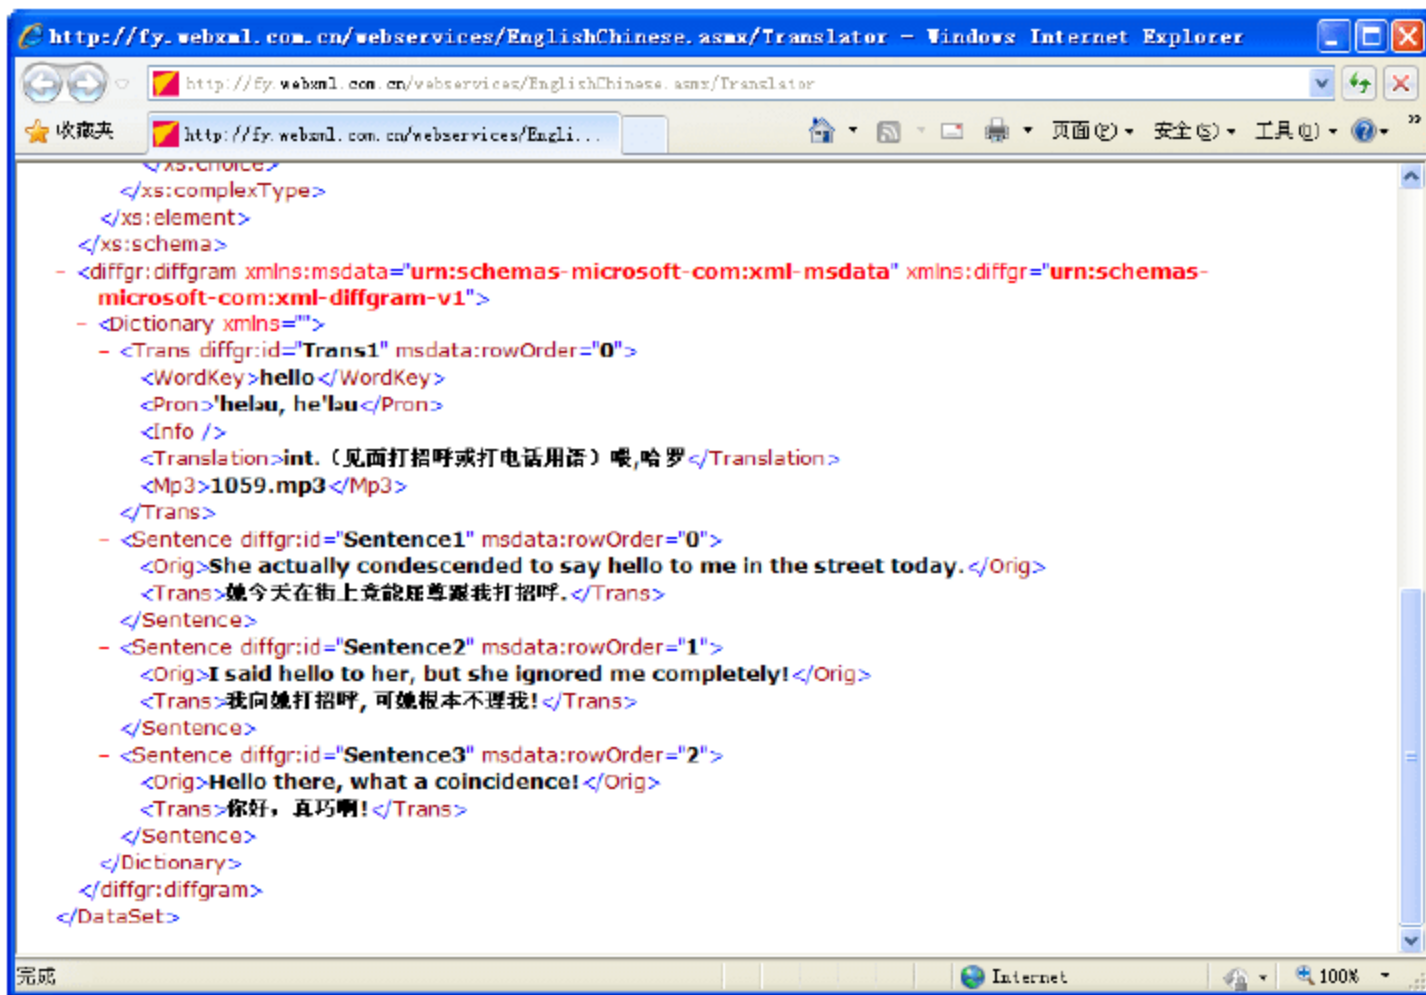 http://fy.webxml.com.cn/webservices/EnglishChinese.asmx/Translator - Windows Internet Explorer
http://fy.webxml.com.cn/webservices/EnglishChinese.asmx/Translator
收藏夹 http://fy.webxml.com.cn/webservices/Engli... 页面(P) 安全(S) 工具(O) »
</xs:choice>
</xs:complexType>
</xs:element>
</xs:schema>
- <diffgr:diffgram xmlns:msdata="urn:schemas-microsoft-com:xml-msdata" xmlns:diffgr="urn:schemas-
microsoft-com:xml-diffgram-v1">
- <Dictionary xmlns="">
- <Trans diffgr:id="Trans1" msdata:rowOrder="0">
<WordKey>hello</WordKey>
<Pron>'heləu, he'ləu</Pron>
<Info />
<Translation>int.（见面打招呼或打电话用语）喂,哈罗</Translation>
<Mp3>1059.mp3</Mp3>
</Trans>
- <Sentence diffgr:id="Sentence1" msdata:rowOrder="0">
<Orig>She actually condescended to say hello to me in the street today.</Orig>
<Trans>她今天在街上竟能屈尊跟我打招呼.</Trans>
</Sentence>
- <Sentence diffgr:id="Sentence2" msdata:rowOrder="1">
<Orig>I said hello to her, but she ignored me completely!</Orig>
<Trans>我向她打招呼, 可她根本不理我!</Trans>
</Sentence>
- <Sentence diffgr:id="Sentence3" msdata:rowOrder="2">
<Orig>Hello there, what a coincidence!</Orig>
<Trans>你好，真巧啊!</Trans>
</Sentence>
</Dictionary>
</diffgr:diffgram>
</DataSet>
完成 Internet 100%